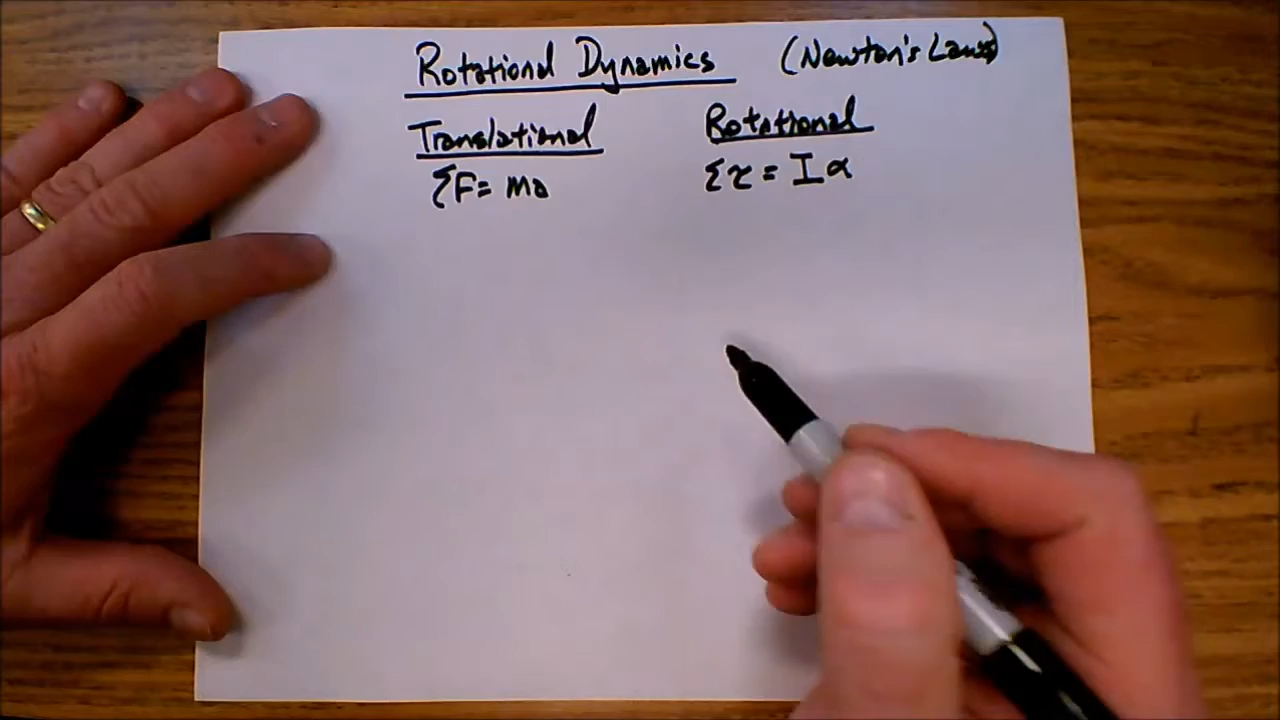 Rotational Dynamics (Newton's Laws)
Translational Rotational
ΣF= ma Στ = Iα